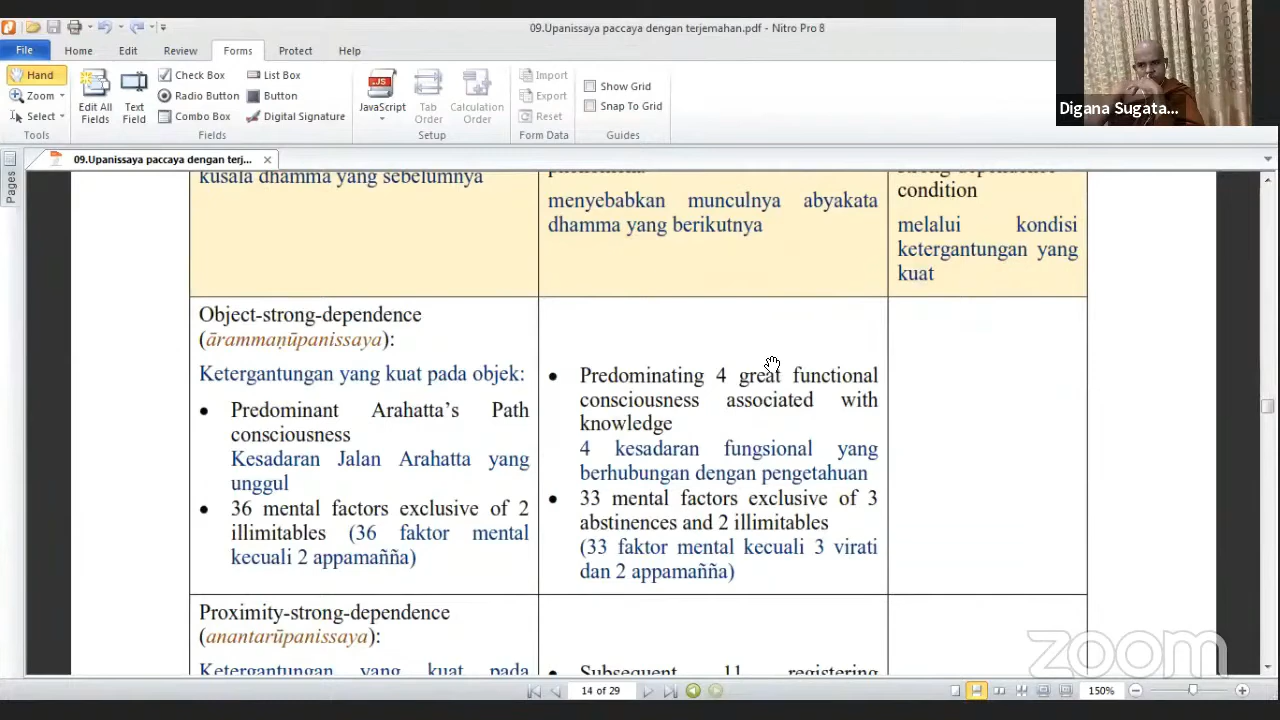 09.Upanissaya paccaya dengan terjemahan.pdf - Nitro Pro 8
File Home Edit Review Forms Protect Help
Hand
Zoom
Select
Tools
Edit All Fields
Text Field
Check Box
Radio Button
Combo Box
List Box
Button
Digital Signature
Fields
JavaScript
Tab Order
Calculation Order
Setup
Import
Export
Reset
Form Data
Show Grid
Snap To Grid
Guides
Digana Sugata...
09.Upanissaya paccaya dengan terj...
Pages
kusala dhamma yang sebelumnya
phenomena
menyebabkan munculnya abyakata
dhamma yang berikutnya
strong dependence
condition
melalui kondisi
ketergantungan yang
kuat
Object-strong-dependence
(ārammaṇūpanissaya):
Ketergantungan yang kuat pada objek:
• Predominant Arahatta’s Path
consciousness
Kesadaran Jalan Arahatta yang
unggul
• 36 mental factors exclusive of 2
illimitables (36 faktor mental
kecuali 2 appamañña)
• Predominating 4 great functional
consciousness associated with
knowledge
4 kesadaran fungsional yang
berhubungan dengan pengetahuan
• 33 mental factors exclusive of 3
abstinences and 2 illimitables
(33 faktor mental kecuali 3 virati
dan 2 appamañña)
Proximity-strong-dependence
(anantarūpanissaya):
Ketergantungan yang kuat pada
• Subsequent 11 registering
zoom
14 of 29
150%